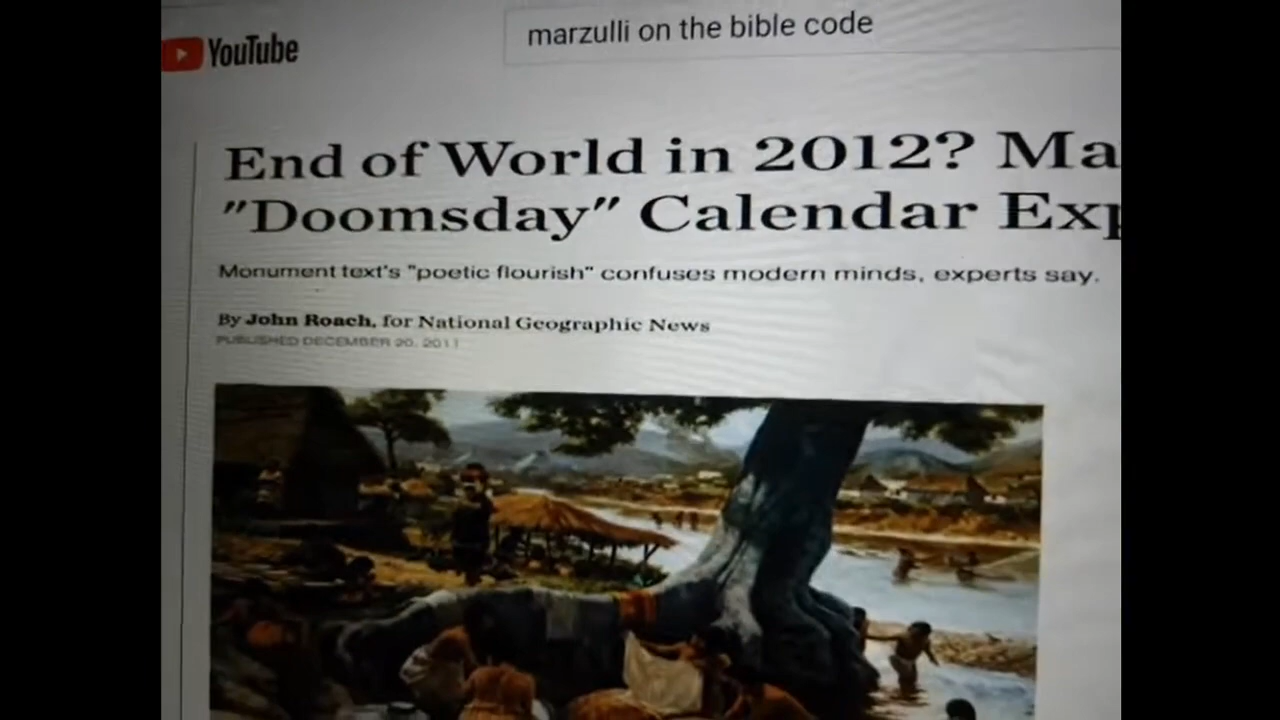 YouTube
marzulli on the bible code
End of World in 2012? Ma
"Doomsday" Calendar Exp
Monument text's "poetic flourish" confuses modern minds, experts say.
By John Roach, for National Geographic News
PUBLISHED DECEMBER 20, 2011